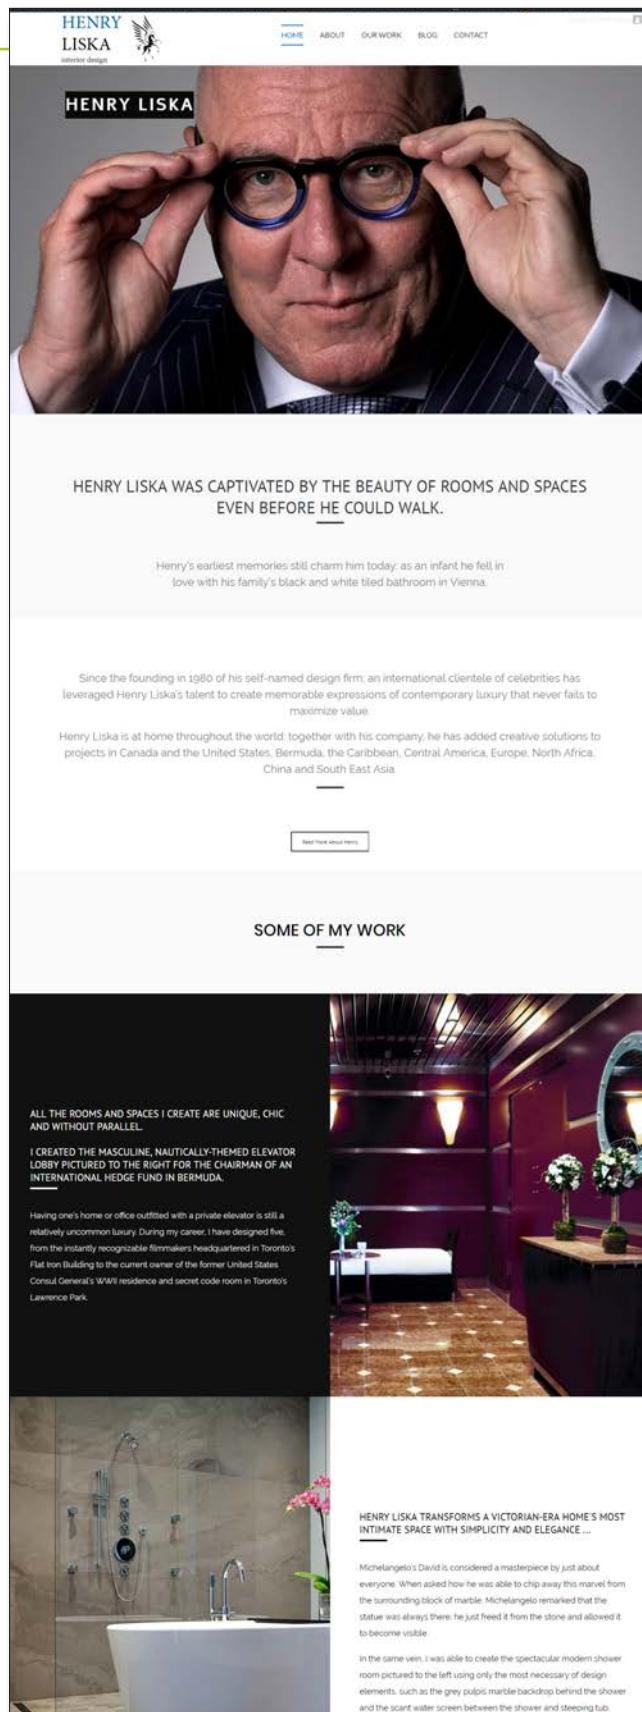 HENRY
LISKA
interior design
HOME ABOUT OUR WORK BLOG CONTACT
HENRY LISKA
HENRY LISKA WAS CAPTIVATED BY THE BEAUTY OF ROOMS AND SPACES
EVEN BEFORE HE COULD WALK.
Henry's earliest memories still charm him today: as an infant he fell in
love with his family's black and white tiled bathroom in Vienna.
Since the founding in 1980 of his self-named design firm, an international clientele of celebrities has
leveraged Henry Liska's talent to create memorable expressions of contemporary luxury that never fails to
maximize value.
Henry Liska is at home throughout the world: together with his company, he has added creative solutions to
projects in Canada and the United States, Bermuda, the Caribbean, Central America, Europe, North Africa,
China and South East Asia.
Read More About Henry
SOME OF MY WORK
ALL THE ROOMS AND SPACES I CREATE ARE UNIQUE, CHIC
AND WITHOUT PARALLEL.
I CREATED THE MASCULINE, NAUTICALLY-THEMED ELEVATOR
LOBBY PICTURED TO THE RIGHT FOR THE CHAIRMAN OF AN
INTERNATIONAL HEDGE FUND IN BERMUDA.
Having one's home or office outfitted with a private elevator is still a
relatively uncommon luxury. During my career, I have designed five,
from the instantly recognizable filmmakers headquartered in Toronto's
Flat Iron Building to the current owner of the former United States
Consul General's WWII residence and secret code room in Toronto's
Lawrence Park.
HENRY LISKA TRANSFORMS A VICTORIAN-ERA HOME'S MOST
INTIMATE SPACE WITH SIMPLICITY AND ELEGANCE ...
Michelangelo's David is considered a masterpiece by just about
everyone. When asked how he was able to chip away this marvel from
the surrounding block of marble, Michelangelo remarked that the
statue was always there; he just freed it from the stone and allowed it
to become visible.
In the same vein, I was able to create the spectacular modern shower
room pictured to the left using only the most necessary of design
elements, such as the grey pulpis marble backdrop behind the shower
and the scant water screen between the shower and steeping tub.